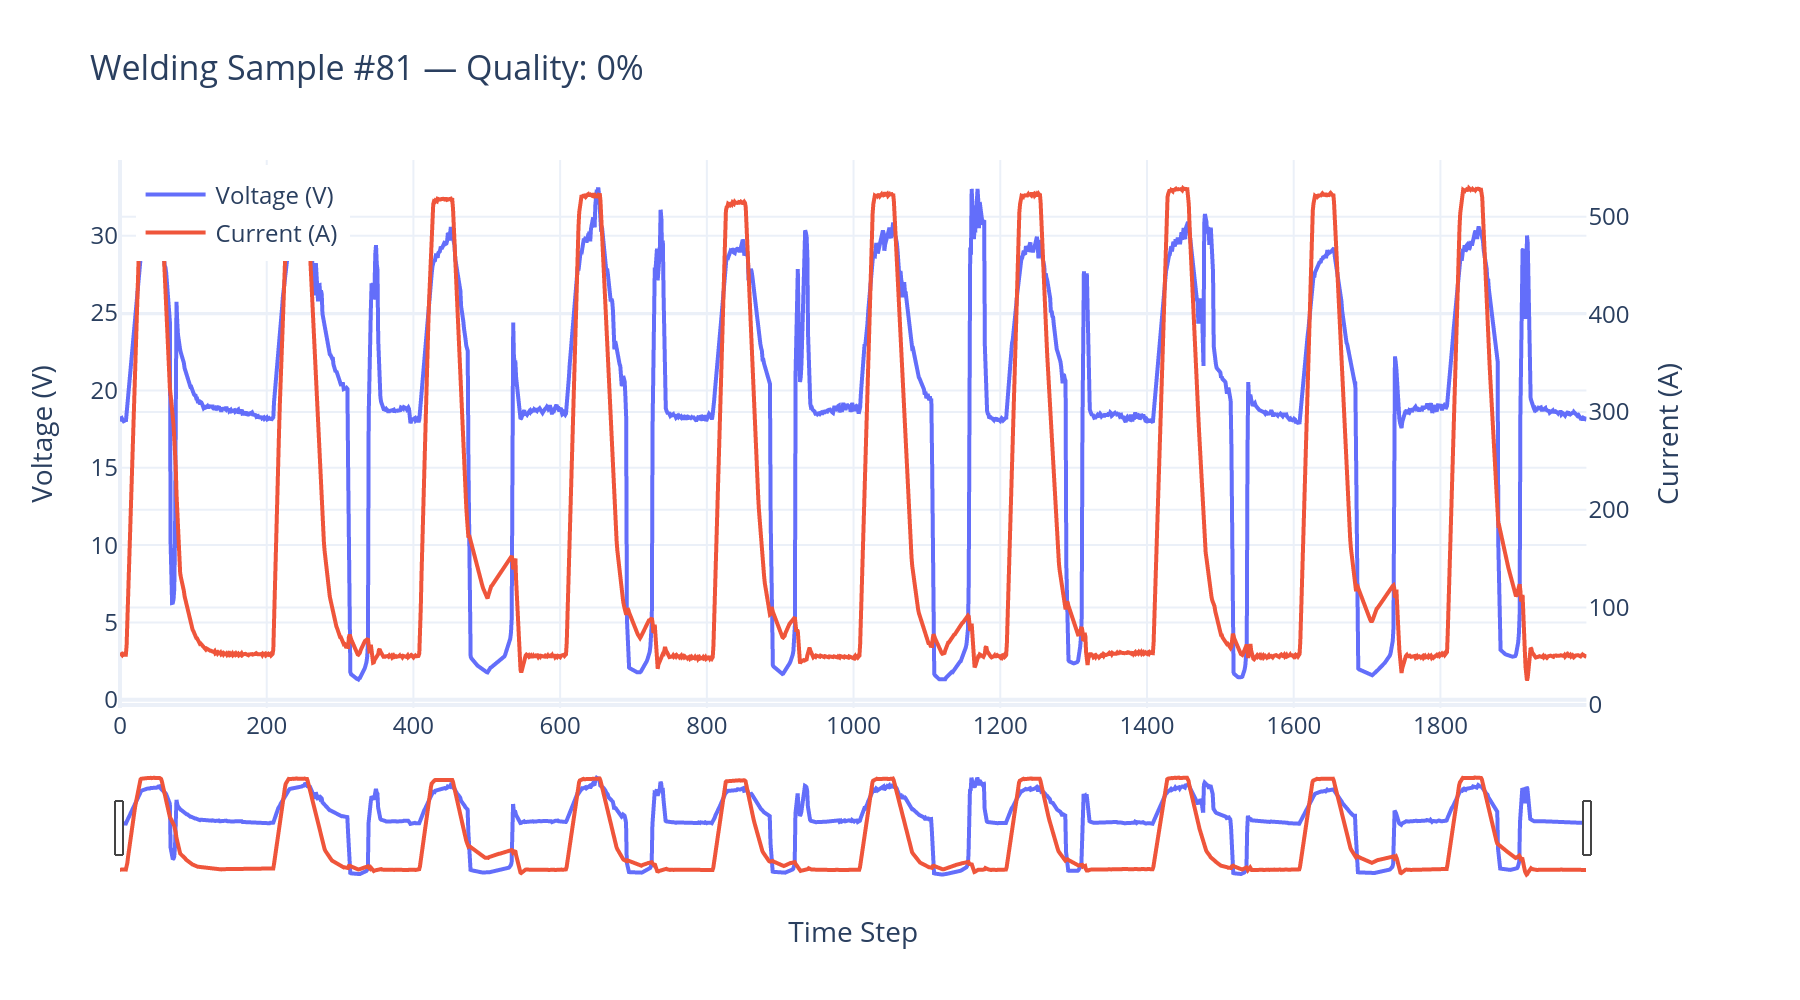 Welding Sample #81 — Quality: 0%
Voltage (V)
Current (A)
30
25
20
15
10
5
0
Voltage (V)
500
400
300
200
100
0
Current (A)
0 200 400 600 800 1000 1200 1400 1600 1800
Time Step